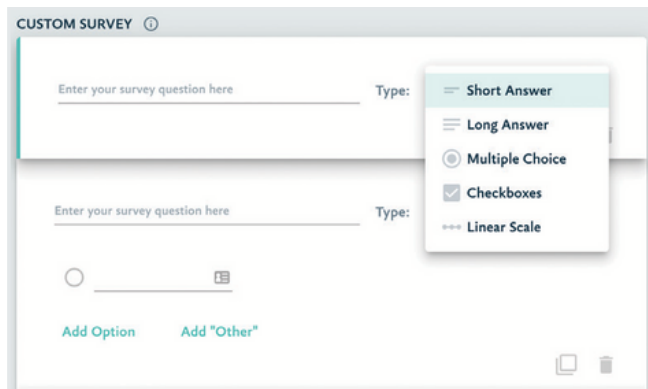 CUSTOM SURVEY
Enter your survey question here
Type:
Short Answer
Long Answer
Multiple Choice
Checkboxes
Linear Scale
Enter your survey question here
Type:
Add Option
Add "Other"